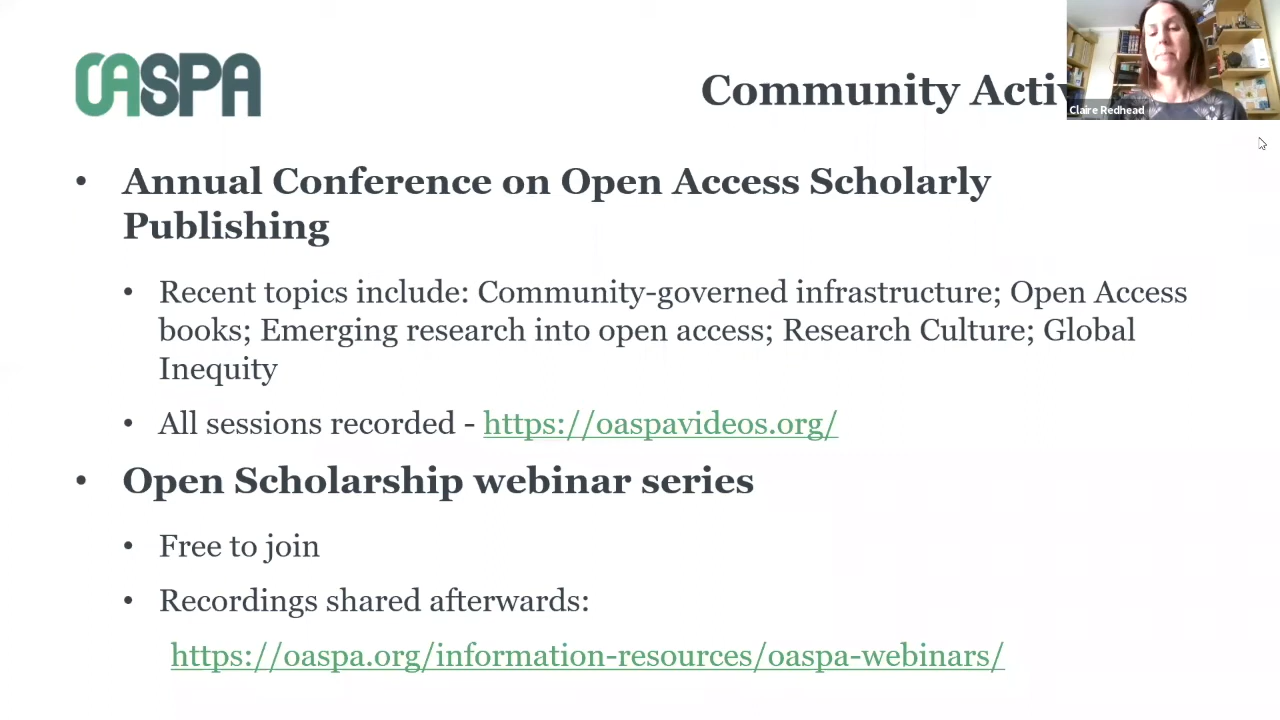 OASPA
Community Activ
Claire Redhead
• Annual Conference on Open Access Scholarly
Publishing
• Recent topics include: Community-governed infrastructure; Open Access
books; Emerging research into open access; Research Culture; Global
Inequity
• All sessions recorded - https://oaspavideos.org/
• Open Scholarship webinar series
• Free to join
• Recordings shared afterwards:
https://oaspa.org/information-resources/oaspa-webinars/